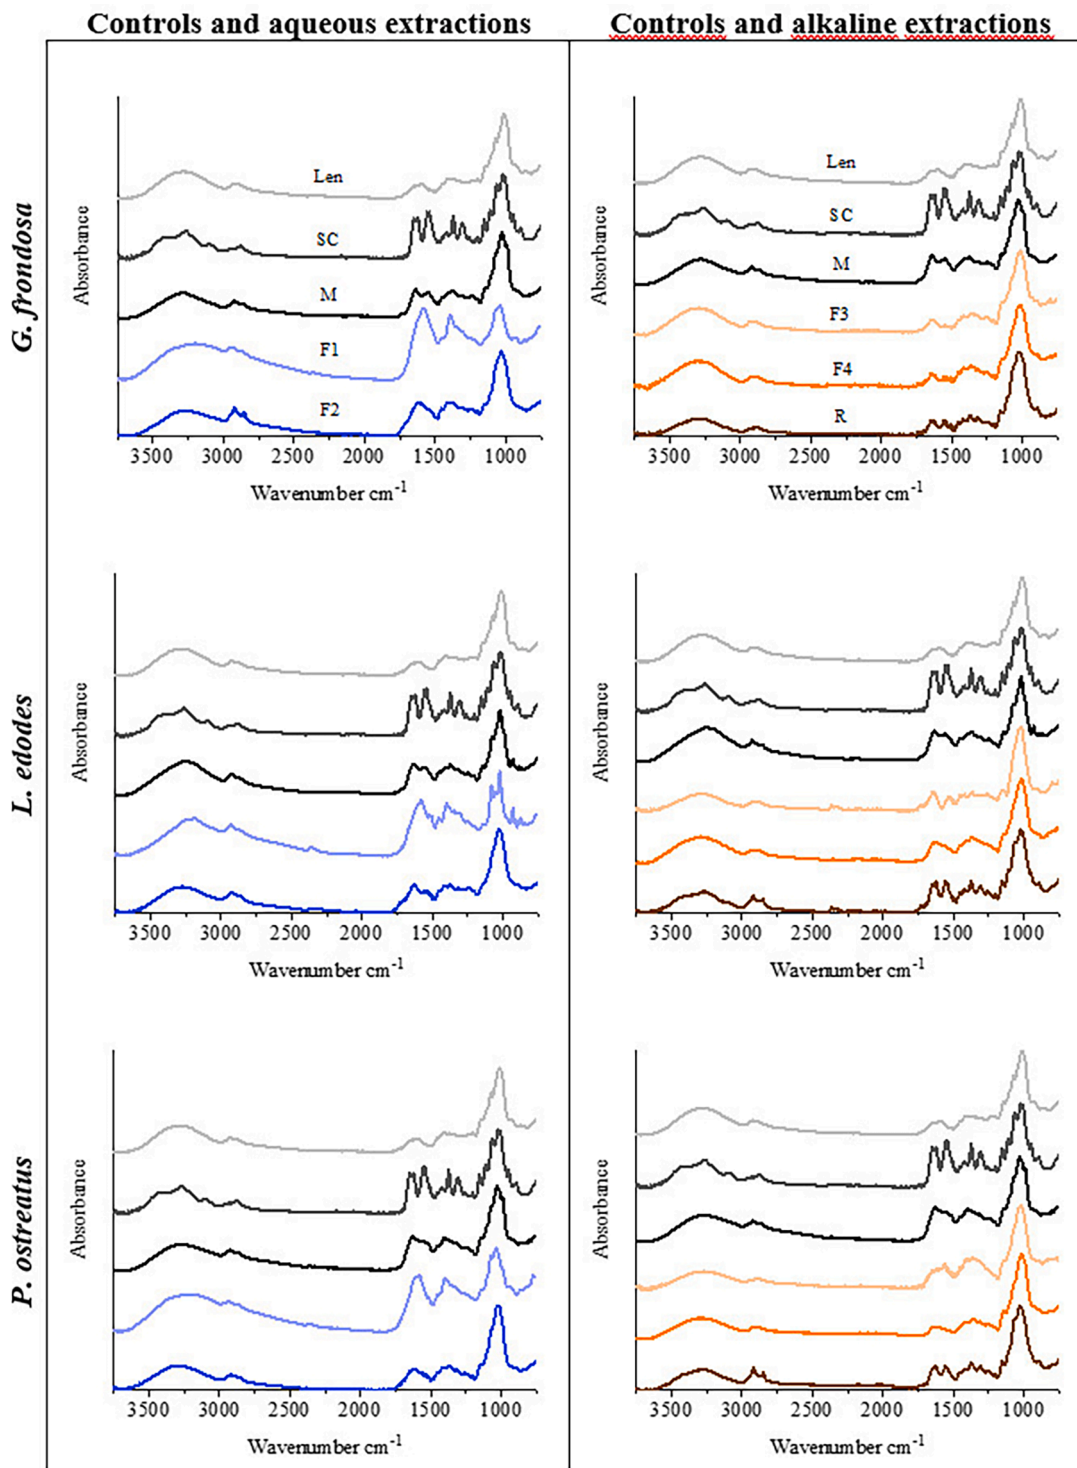 Controls and aqueous extractions
Controls and alkaline extractions
G. frondosa
Absorbance
Len
SC
M
F1
F2
3500 3000 2500 2000 1500 1000
Wavenumber cm⁻¹
Absorbance
Len
SC
M
F3
F4
R
3500 3000 2500 2000 1500 1000
Wavenumber cm⁻¹
L. edodes
Absorbance
3500 3000 2500 2000 1500 1000
Wavenumber cm⁻¹
Absorbance
3500 3000 2500 2000 1500 1000
Wavenumber cm⁻¹
P. ostreatus
Absorbance
3500 3000 2500 2000 1500 1000
Wavenumber cm⁻¹
Absorbance
3500 3000 2500 2000 1500 1000
Wavenumber cm⁻¹